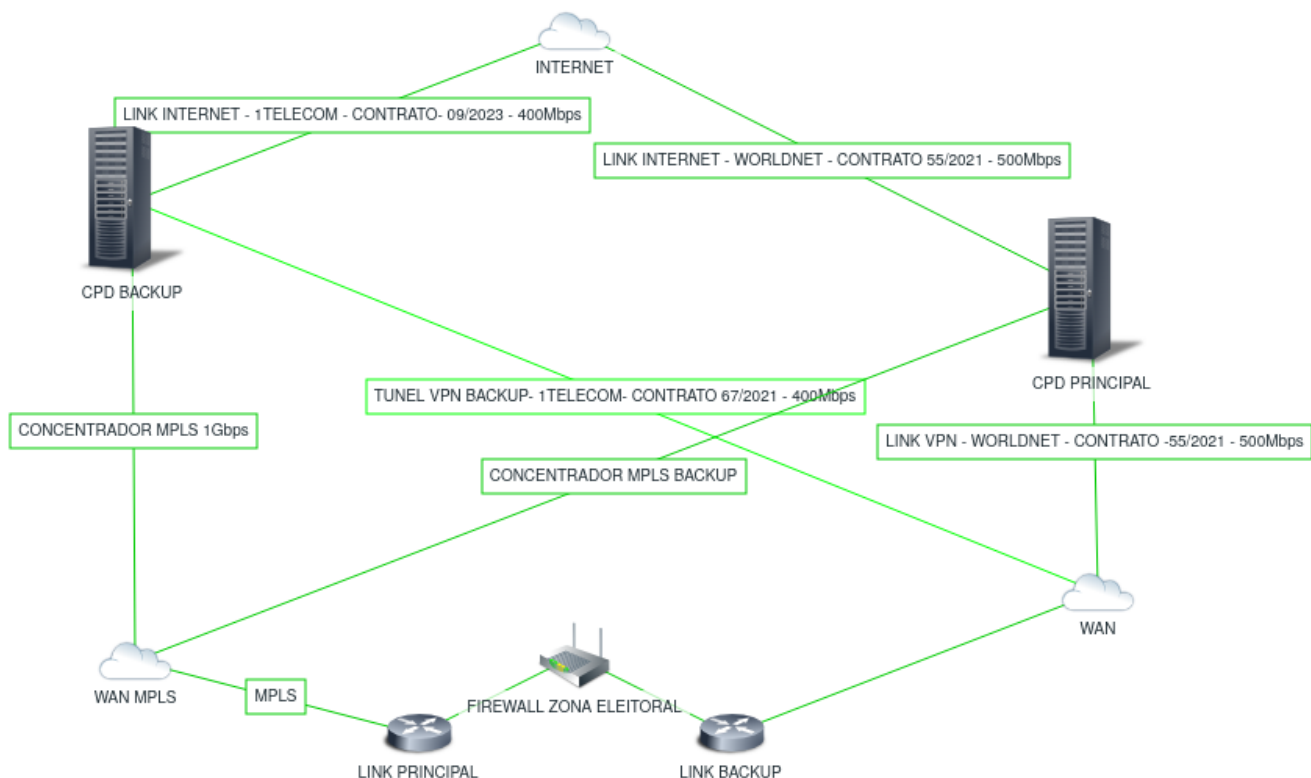 INTERNET
LINK INTERNET - 1TELECOM - CONTRATO- 09/2023 - 400Mbps
LINK INTERNET - WORLDNET - CONTRATO 55/2021 - 500Mbps
CPD BACKUP
CPD PRINCIPAL
TUNEL VPN BACKUP- 1TELECOM- CONTRATO 67/2021 - 400Mbps
CONCENTRADOR MPLS 1Gbps
LINK VPN - WORLDNET - CONTRATO -55/2021 - 500Mbps
CONCENTRADOR MPLS BACKUP
WAN
WAN MPLS
MPLS
FIREWALL ZONA ELEITORAL
LINK PRINCIPAL
LINK BACKUP